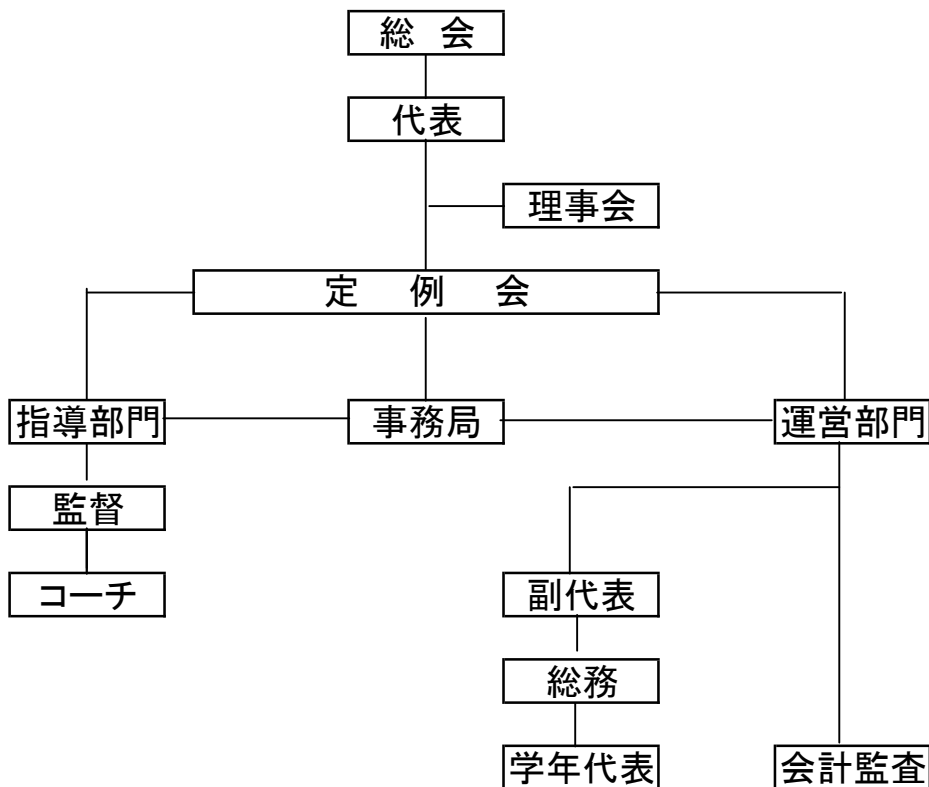 総 会
代表
理事会
定 例 会
指導部門
事務局
運営部門
監督
コーチ
副代表
総務
学年代表
会計監査